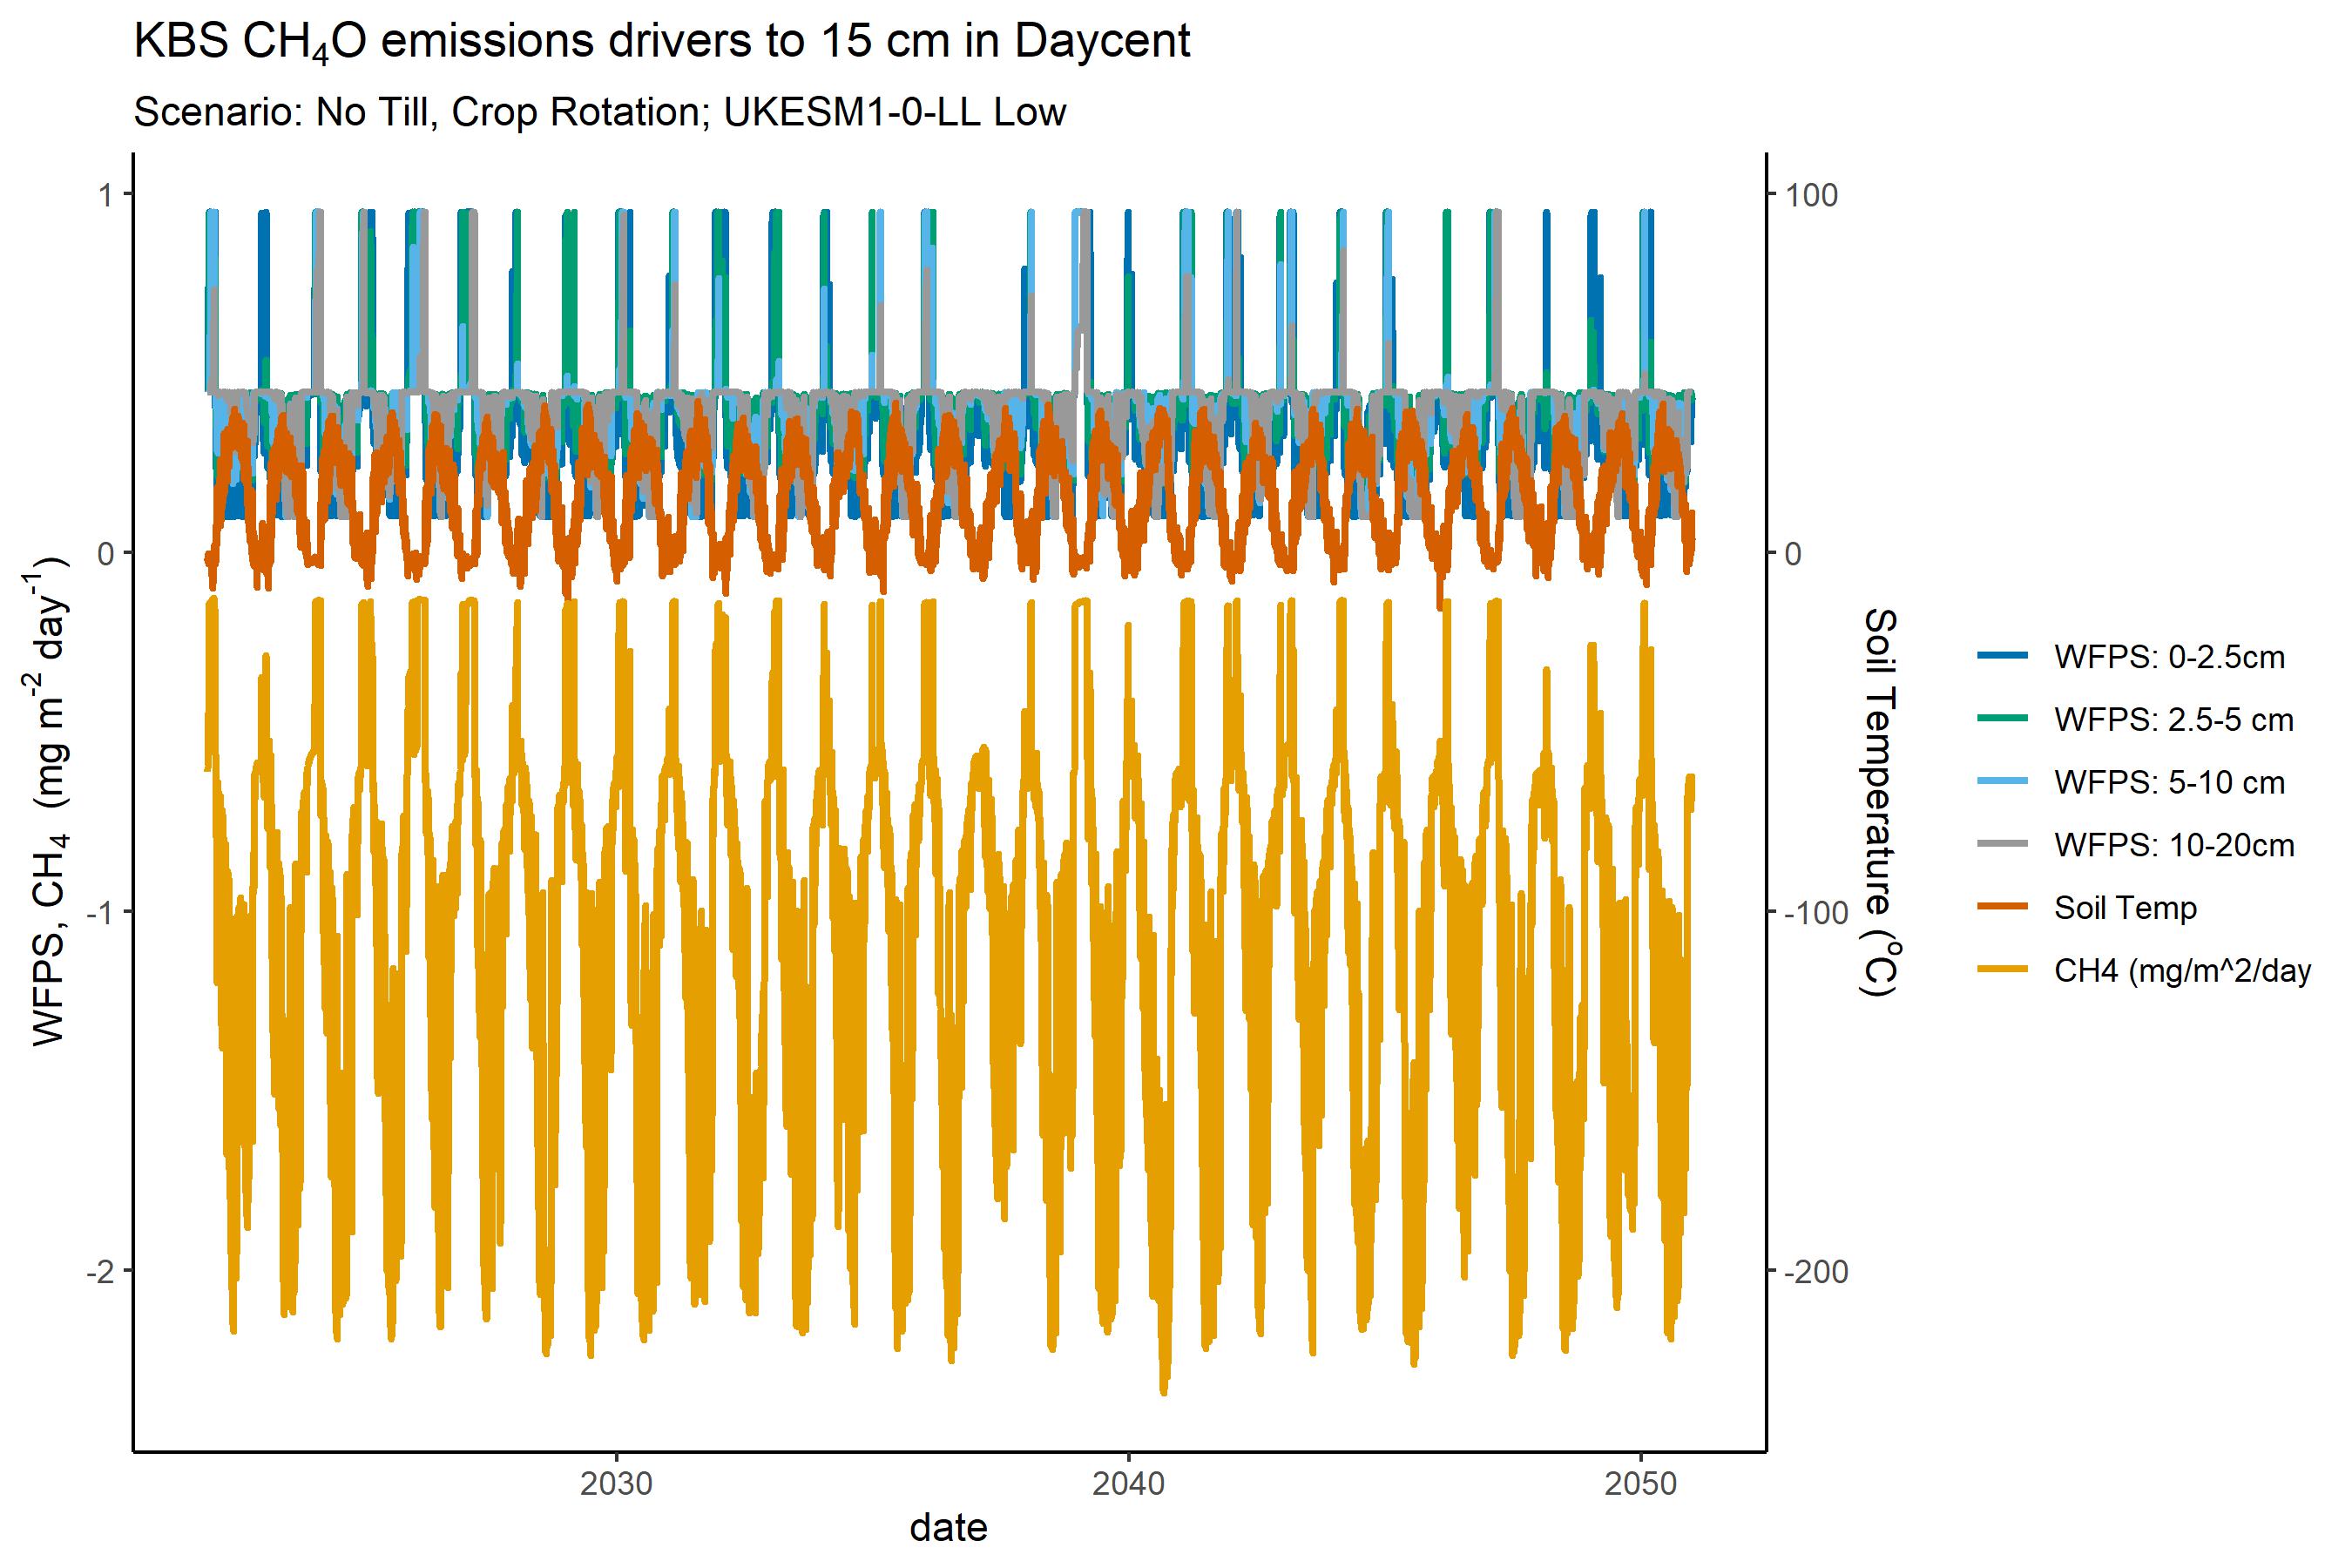 KBS CH₄O emissions drivers to 15 cm in Daycent
Scenario: No Till, Crop Rotation; UKESM1-0-LL Low
WFPS, CH₄ (mg m⁻² day⁻¹)
1
0
-1
-2
100
0
-100
-200
Soil Temperature (°C)
2030
2040
2050
date
WFPS: 0-2.5cm
WFPS: 2.5-5 cm
WFPS: 5-10 cm
WFPS: 10-20cm
Soil Temp
CH4 (mg/m^2/day